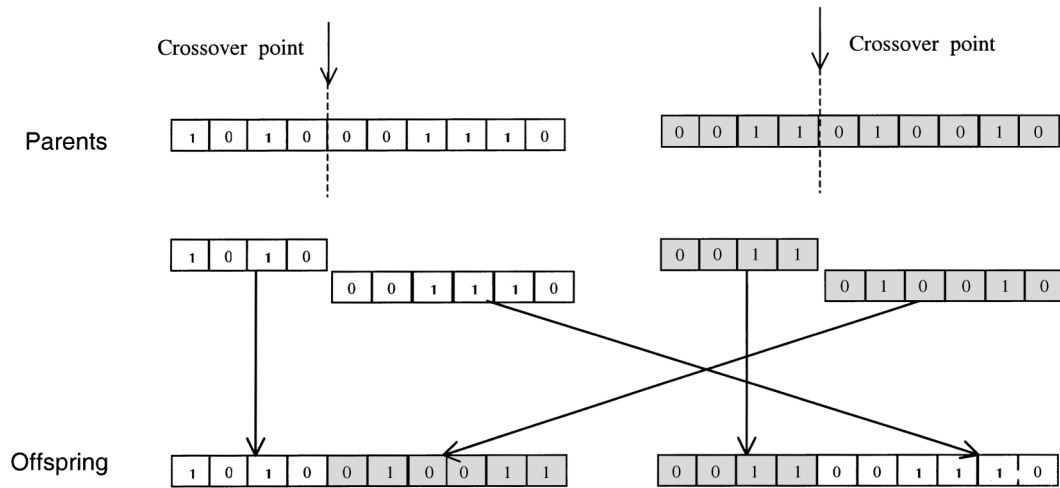 Crossover point
Crossover point
Parents
1 0 1 0 0 0 1 1 1 0
0 0 1 1 0 1 0 0 1 0
1 0 1 0
0 0 1 1
0 0 1 1 1 0
0 1 0 0 1 0
Offspring
1 0 1 0 0 1 0 0 1 1
0 0 1 1 0 0 1 1 1 0